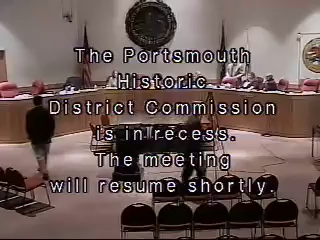 The Portsmouth
Historic
District Commission
is in recess.
The meeting
will resume shortly.